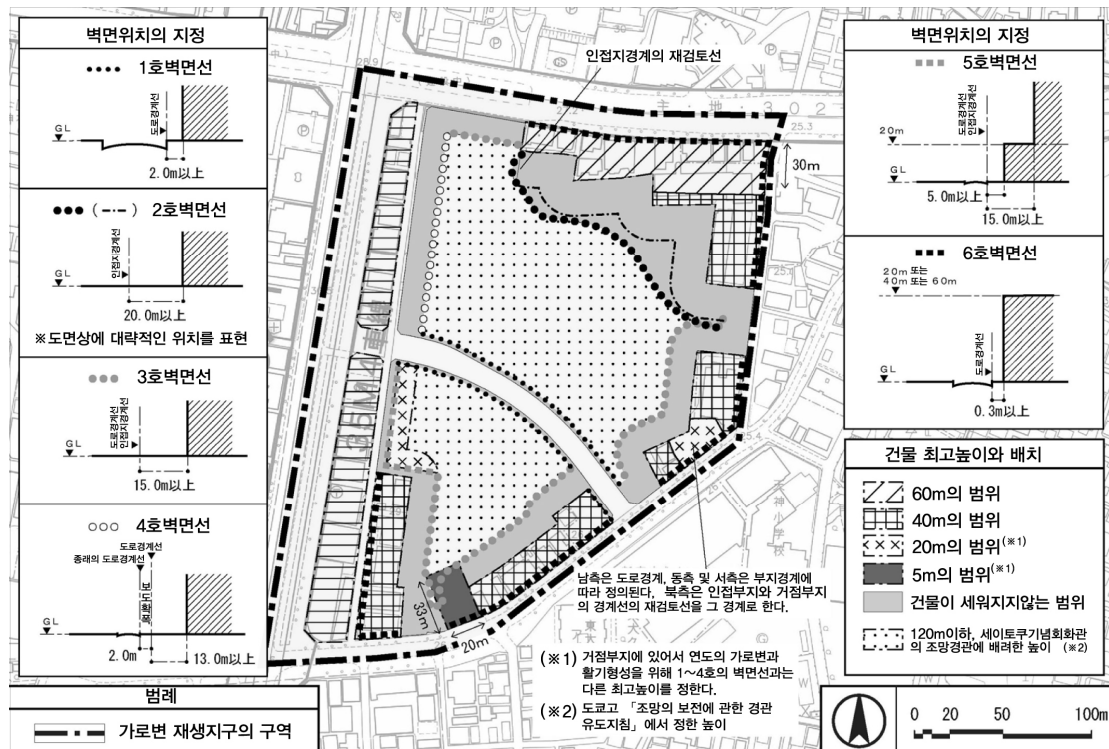 벽면위치의 지정
1호벽면선
GL
도로경계선
2.0m以上
2호벽면선
GL
인접지경계선
20.0m以上
※도면상에 대략적인 위치를 표현
3호벽면선
GL
도로경계선
인접지경계선
15.0m以上
4호벽면선
도로경계선
종래의 도로경계선
GL
보도확폭
2.0m
13.0m以上
범례
가로변 재생지구의 구역
인접지경계의 재검토선
主・地・302
28.9
25.3
25.4
30m
33m
20m
남측은 도로경계, 동측 및 서측은 부지경계에
따라 정의된다. 북측은 인접부지와 거점부지
의 경계선의 재검토선을 그 경계로 한다.
(※1) 거점부지에 있어서 연도의 가로변과
활기형성을 위해 1～4호의 벽면선과는
다른 최고높이를 정한다.
(※2) 도쿄고 「조망의 보전에 관한 경관
유도지침」에서 정한 높이
벽면위치의 지정
5호벽면선
도로경계선
인접지경계선
20m
GL
5.0m以上
15.0m以上
6호벽면선
20m 또는
40m 또는 60m
도로경계선
GL
0.3m以上
건물 최고높이와 배치
60m의 범위
40m의 범위
20m의 범위(※1)
5m의 범위(※1)
건물이 세워지지않는 범위
120m이하, 세이토쿠기념회화관
의 조망경관에 배려한 높이 (※2)
0 20 50 100m